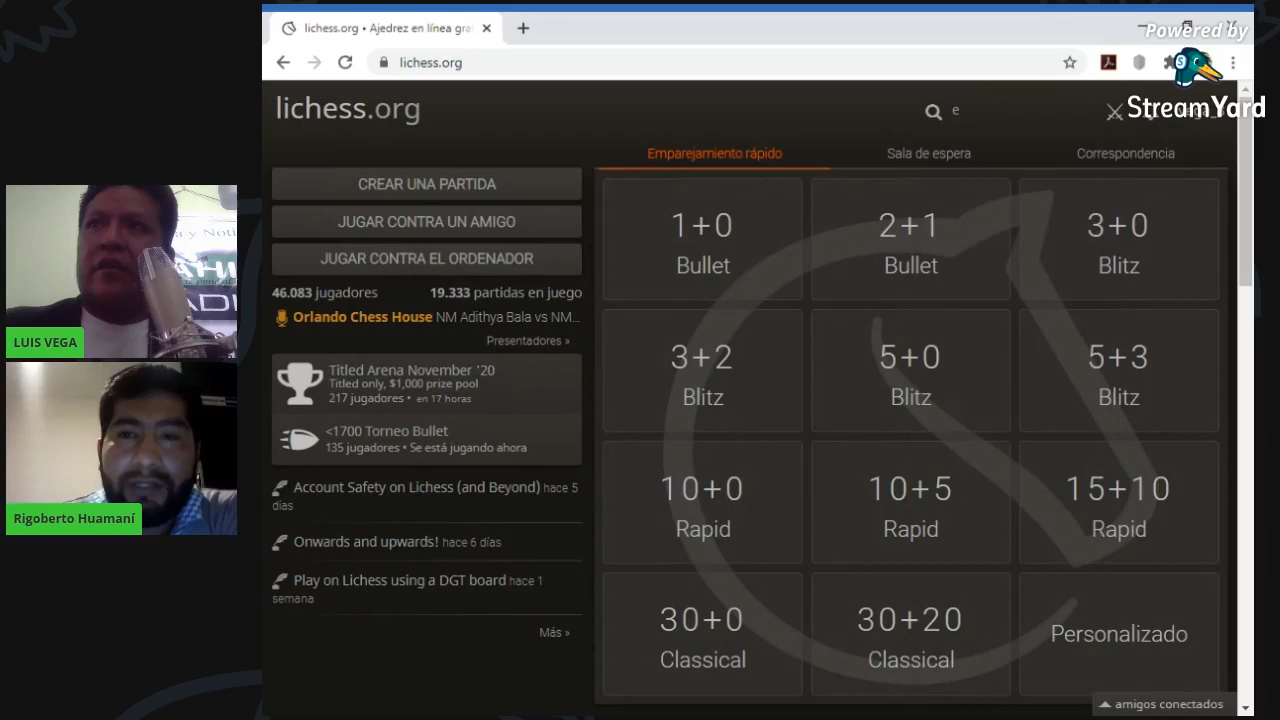 lichess.org • Ajedrez en línea gra
Powered by
lichess.org
StreamYard
lichess.org
e
Emparejamiento rápido
Sala de espera
Correspondencia
CREAR UNA PARTIDA
JUGAR CONTRA UN AMIGO
JUGAR CONTRA EL ORDENADOR
46.083 jugadores
19.333 partidas en juego
Orlando Chess House NM Adithya Bala vs NM...
Presentadores »
Titled Arena November '20
Titled only, $1,000 prize pool
217 jugadores • en 17 horas
<1700 Torneo Bullet
135 jugadores • Se está jugando ahora
Account Safety on Lichess (and Beyond) hace 5
días
Onwards and upwards! hace 6 días
Play on Lichess using a DGT board hace 1
semana
Más »
1+0
Bullet
2+1
Bullet
3+0
Blitz
3+2
Blitz
5+0
Blitz
5+3
Blitz
10+0
Rapid
10+5
Rapid
15+10
Rapid
30+0
Classical
30+20
Classical
Personalizado
amigos conectados
LUIS VEGA
Rigoberto Huamaní